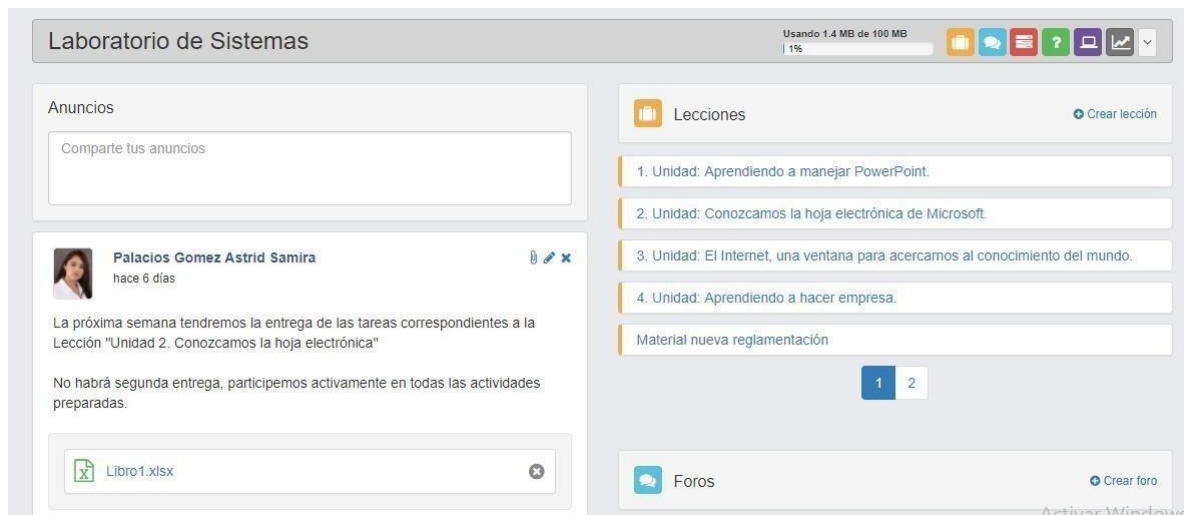 Laboratorio de Sistemas
Usando 1.4 MB de 100 MB
1%
?
Anuncios
Comparte tus anuncios
Palacios Gomez Astrid Samira
hace 6 días
La próxima semana tendremos la entrega de las tareas correspondientes a la
Lección "Unidad 2. Conozcamos la hoja electrónica"
No habrá segunda entrega, participemos activamente en todas las actividades
preparadas.
Libro1.xlsx
Lecciones
Crear lección
1. Unidad: Aprendiendo a manejar PowerPoint.
2. Unidad: Conozcamos la hoja electrónica de Microsoft.
3. Unidad: El Internet, una ventana para acercarnos al conocimiento del mundo.
4. Unidad: Aprendiendo a hacer empresa.
Material nueva reglamentación
1 2
Foros
Crear foro
Activar Windows